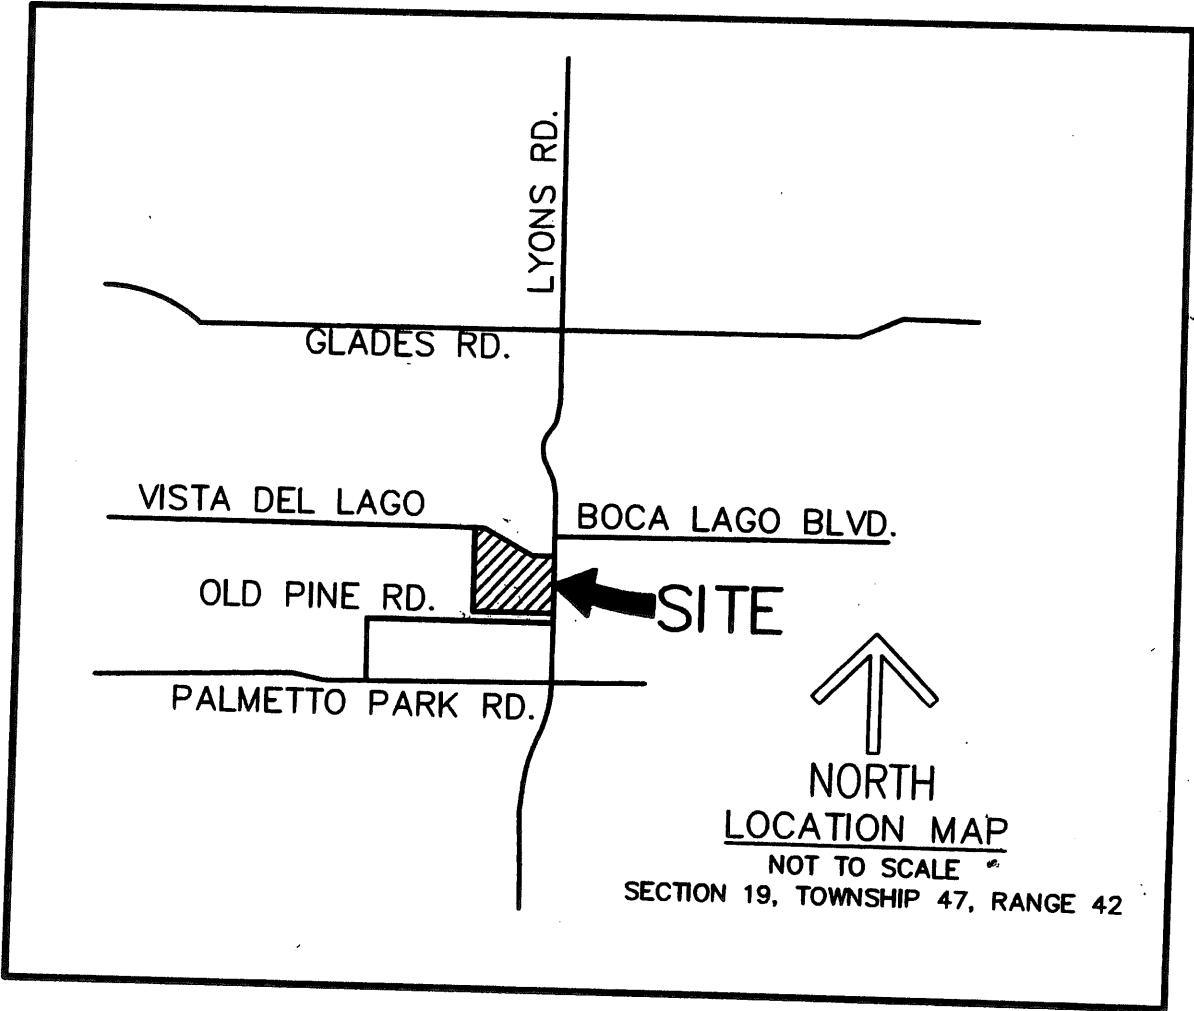 LYONS RD.
GLADES RD.
VISTA DEL LAGO
BOCA LAGO BLVD.
OLD PINE RD.
SITE
PALMETTO PARK RD.
NORTH
LOCATION MAP
NOT TO SCALE
SECTION 19, TOWNSHIP 47, RANGE 42